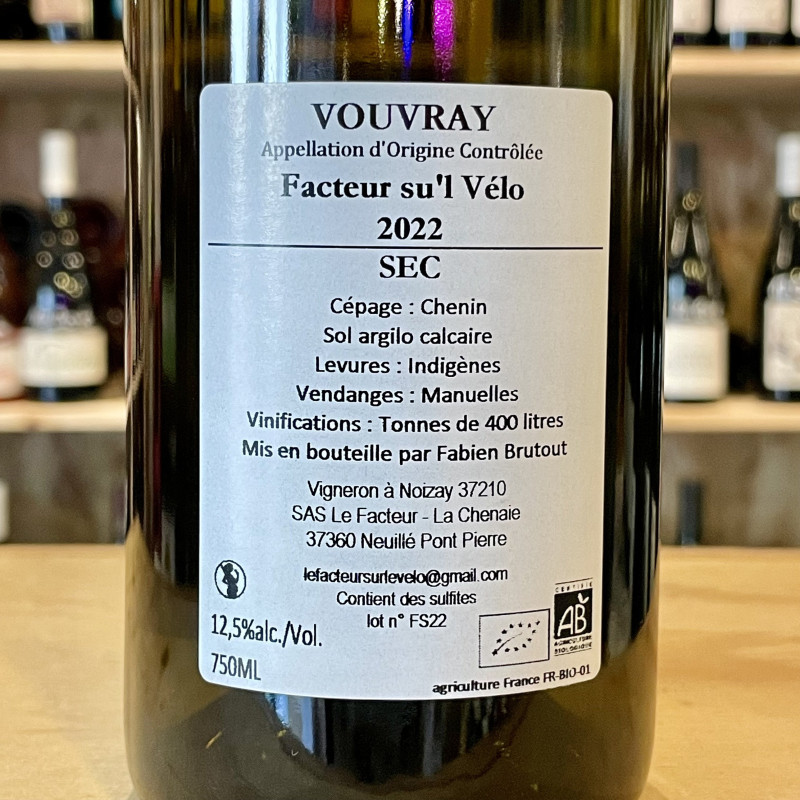 VOUVRAY
Appellation d'Origine Contrôlée
Facteur su'l Vélo
2022
SEC
Cépage : Chenin
Sol argilo calcaire
Levures : Indigènes
Vendanges : Manuelles
Vinifications : Tonnes de 400 litres
Mis en bouteille par Fabien Brutout
Vigneron à Noizay 37210
SAS Le Facteur - La Chenaie
37360 Neuillé Pont Pierre
lefacteursurlevelo@gmail.com
Contient des sulfites
lot n° FS22
12,5%alc./Vol.
750ML
CERTIFIÉ
AB
AGRICULTURE
BIOLOGIQUE
agriculture France FR-BIO-01